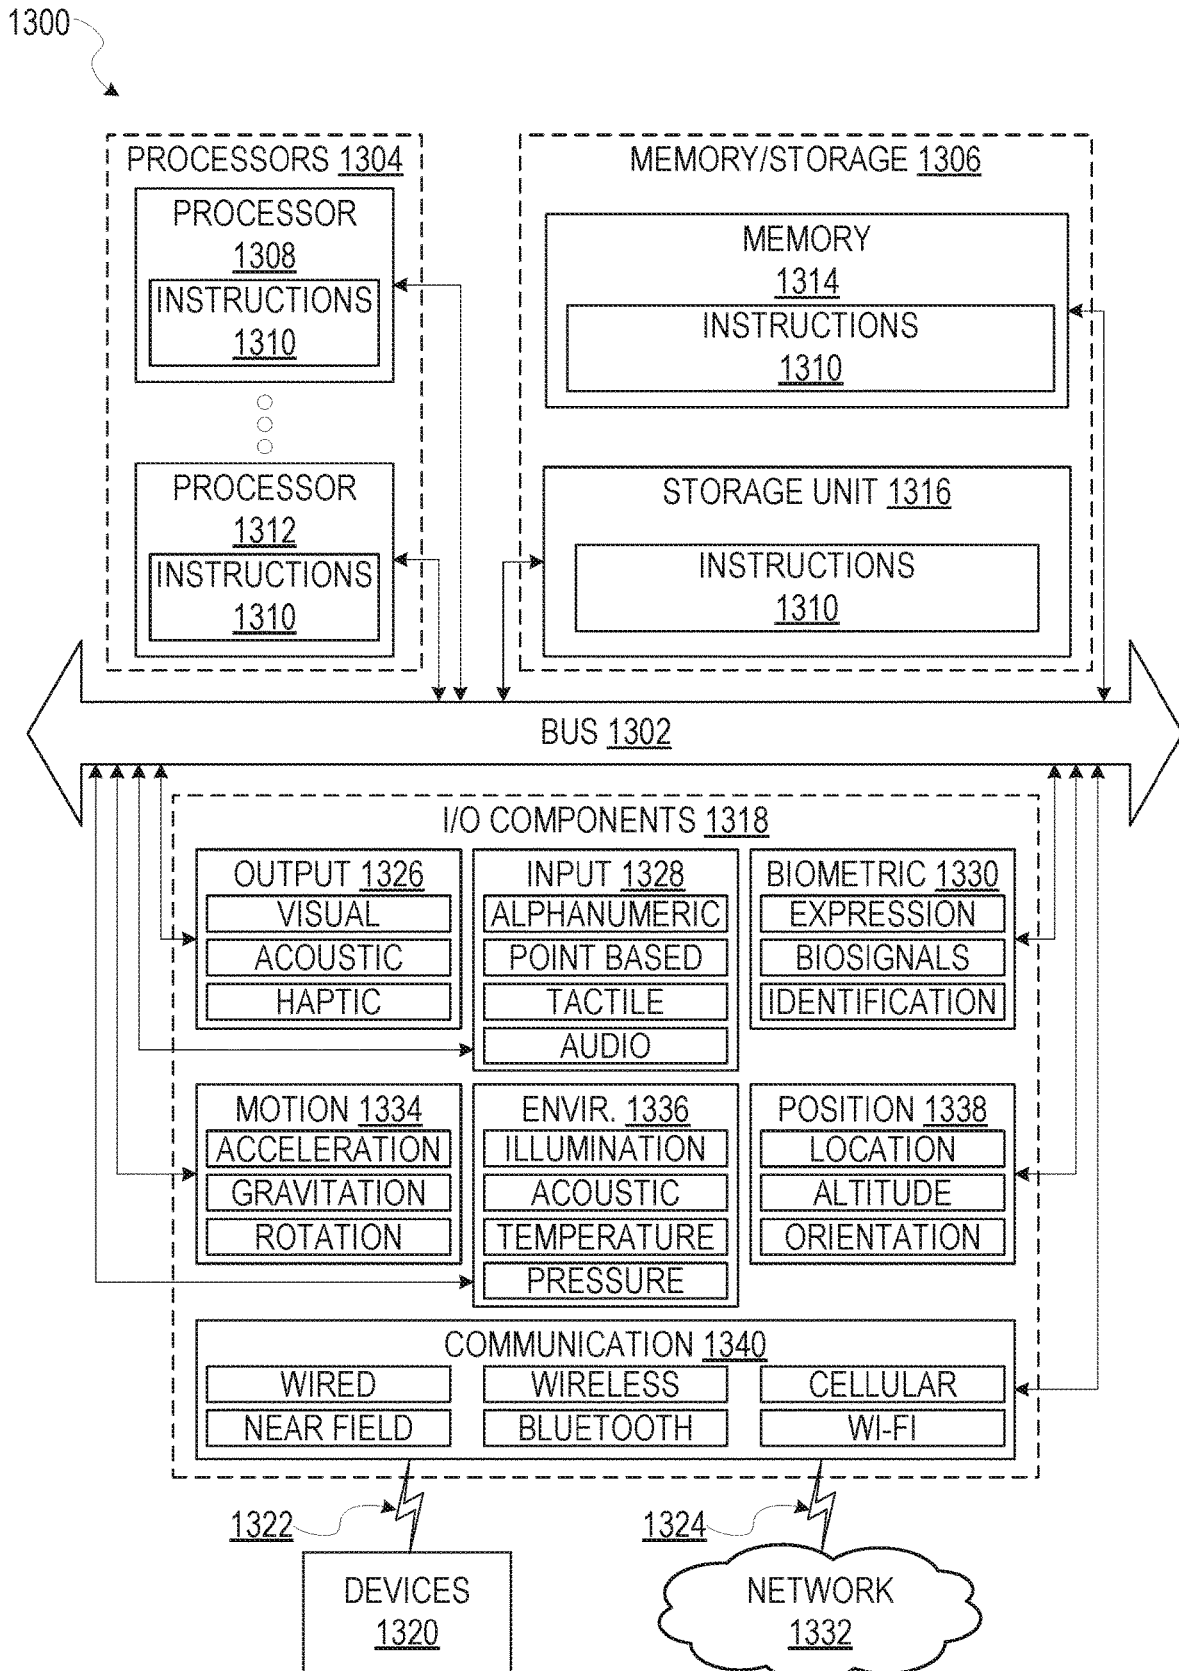 1300
PROCESSORS 1304
PROCESSOR
1308
INSTRUCTIONS
1310
PROCESSOR
1312
INSTRUCTIONS
1310
MEMORY/STORAGE 1306
MEMORY
1314
INSTRUCTIONS
1310
STORAGE UNIT 1316
INSTRUCTIONS
1310
BUS 1302
I/O COMPONENTS 1318
OUTPUT 1326
VISUAL
ACOUSTIC
HAPTIC
INPUT 1328
ALPHANUMERIC
POINT BASED
TACTILE
AUDIO
BIOMETRIC 1330
EXPRESSION
BIOSIGNALS
IDENTIFICATION
MOTION 1334
ACCELERATION
GRAVITATION
ROTATION
ENVIR. 1336
ILLUMINATION
ACOUSTIC
TEMPERATURE
PRESSURE
POSITION 1338
LOCATION
ALTITUDE
ORIENTATION
COMMUNICATION 1340
WIRED
WIRELESS
CELLULAR
NEAR FIELD
BLUETOOTH
WI-FI
1322
1324
DEVICES
1320
NETWORK
1332